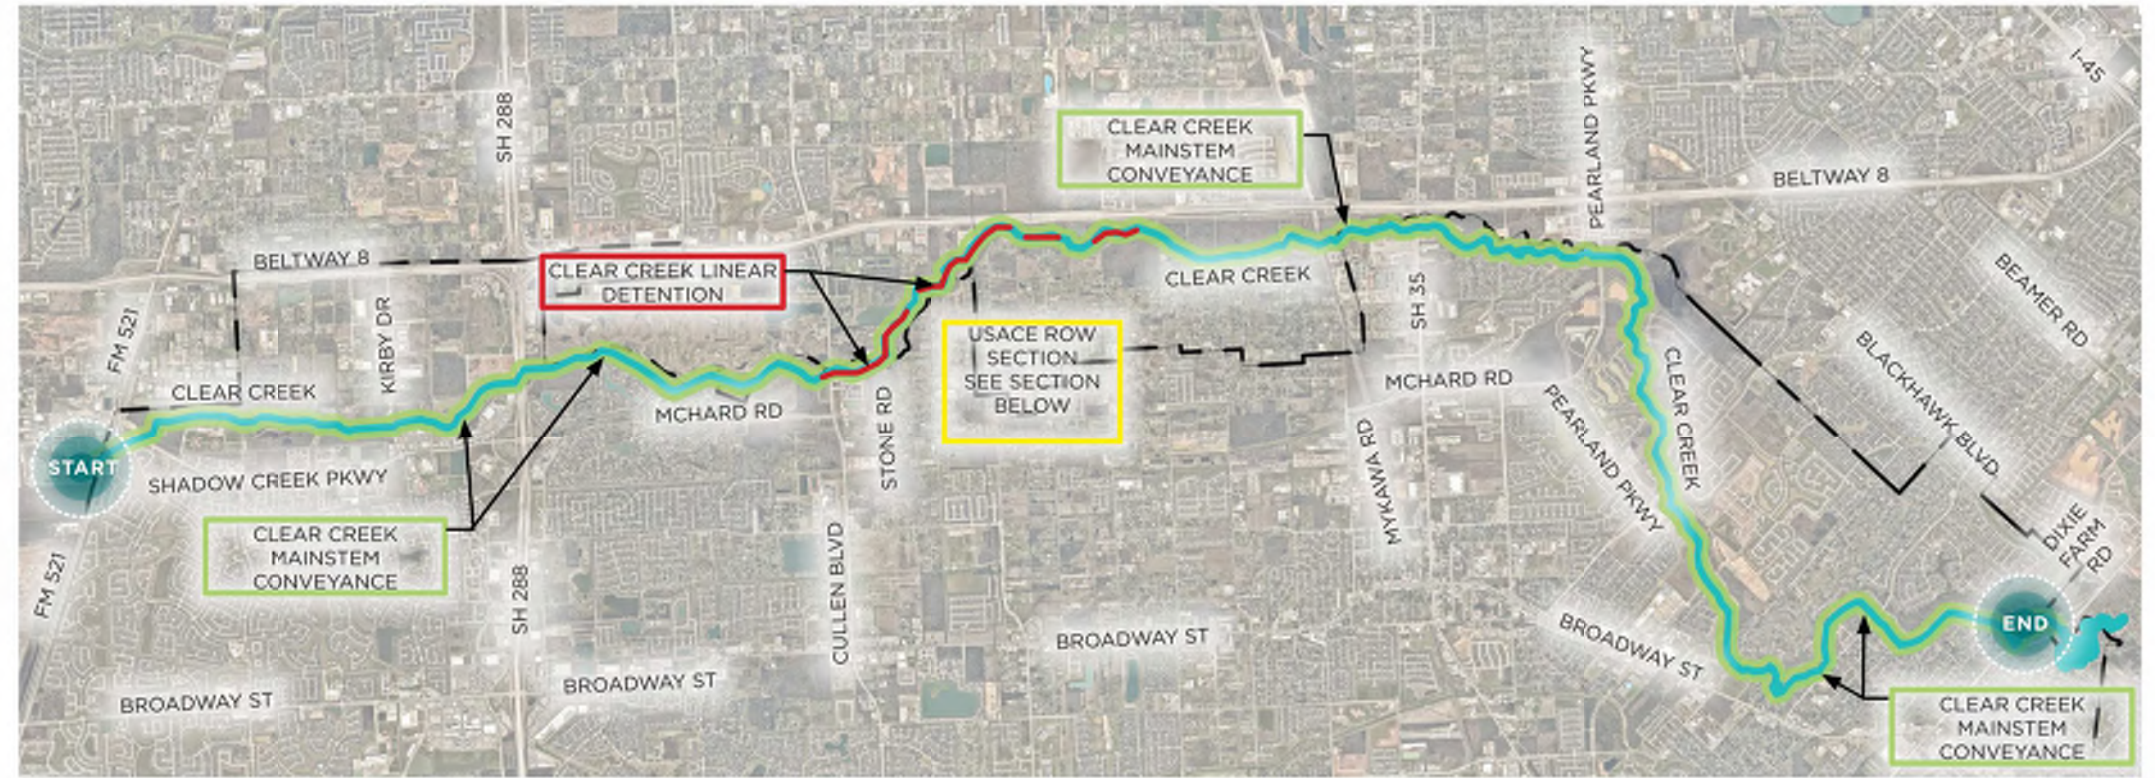 I-45
PEARLAND PKWY
SH 288
CLEAR CREEK
MAINSTEM
CONVEYANCE
BELTWAY 8
BELTWAY 8
CLEAR CREEK LINEAR
DETENTION
CLEAR CREEK
BEAMER RD
FM 521
KIRBY DR
SH 35
USACE ROW
SECTION
SEE SECTION
BELOW
CLEAR CREEK
MCHARD RD
MCHARD RD
CLEAR CREEK
BLACKHAWK BLVD
STONE RD
PEARLAND PKWY
MYKAWA RD
START
SHADOW CREEK PKWY
CLEAR CREEK
MAINSTEM
CONVEYANCE
DIXIE
FARM
RD
FM 521
SH 288
CULLEN BLVD
BROADWAY ST
BROADWAY ST
END
BROADWAY ST
BROADWAY ST
CLEAR CREEK
MAINSTEM
CONVEYANCE